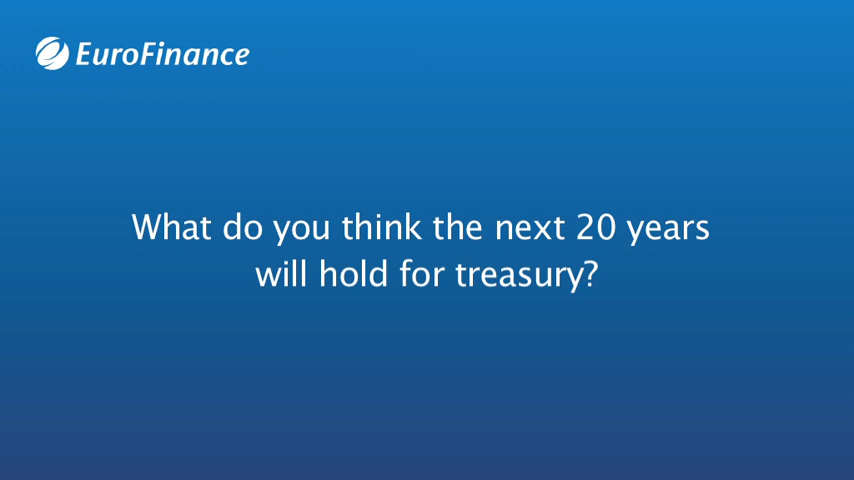 EuroFinance
What do you think the next 20 years
will hold for treasury?